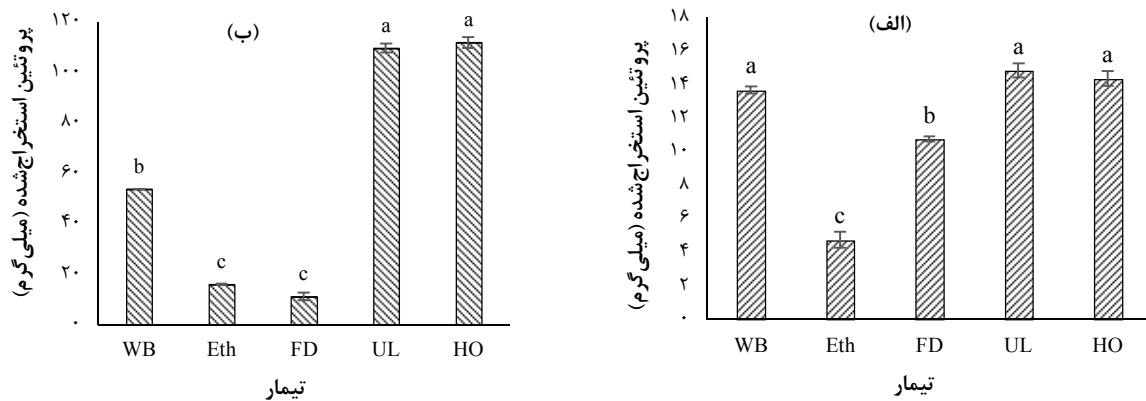 (الف)
پروتئین استخراج‌شده (میلی‌گرم)
۱۸
۱۶
۱۴
۱۲
۱۰
۸
۶
۴
۲
۰
a
c
b
a
a
WB Eth FD UL HO
تیمار
(ب)
پروتئین استخراج‌شده (میلی‌گرم)
۱۲۰
۱۰۰
۸۰
۶۰
۴۰
۲۰
۰
b
c
c
a
a
WB Eth FD UL HO
تیمار